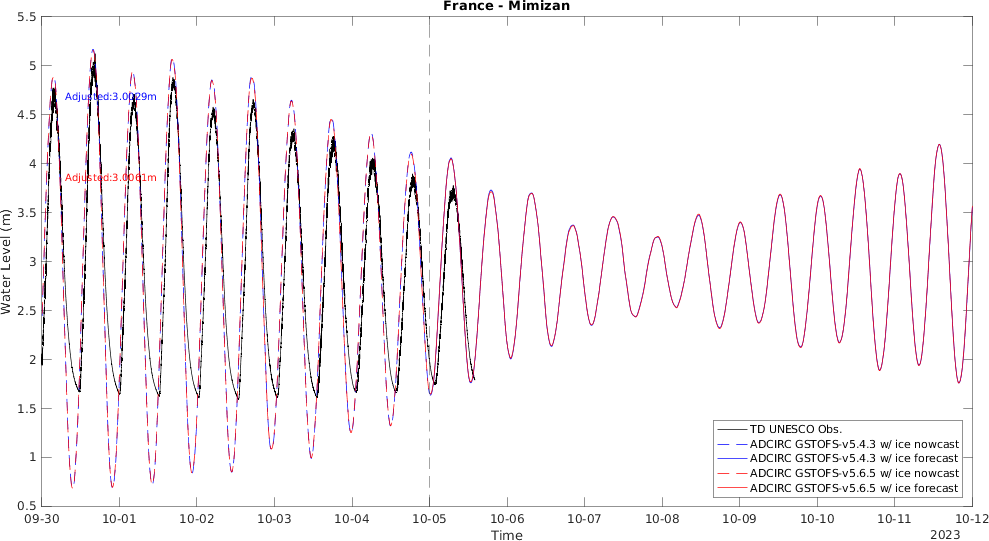 France - Mimizan
5.5
5
4.5
4
3.5
3
2.5
2
1.5
1
0.5
Water Level (m)
Adjusted:3.0029m
Adjusted:3.0061m
TD UNESCO Obs.
ADCIRC GSTOFS-v5.4.3 w/ ice nowcast
ADCIRC GSTOFS-v5.4.3 w/ ice forecast
ADCIRC GSTOFS-v5.6.5 w/ ice nowcast
ADCIRC GSTOFS-v5.6.5 w/ ice forecast
09-30 10-01 10-02 10-03 10-04 10-05 10-06 10-07 10-08 10-09 10-10 10-11 10-12
Time
2023